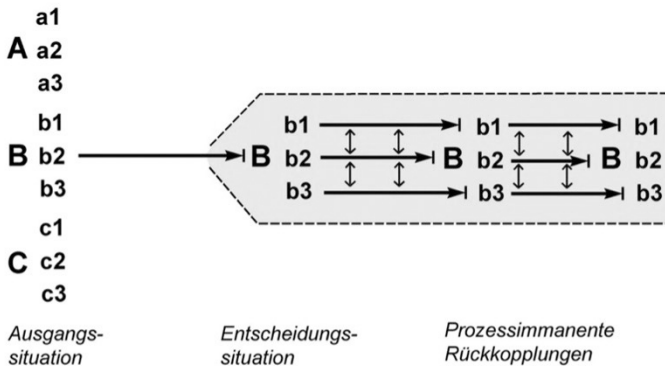 a1
A a2
a3
b1
B b2
b3
c1
C c2
c3
b1 b1 b1
B b2 B b2 B b2
b3 b3 b3
Ausgangs-
situation
Entscheidungs-
situation
Prozessimmanente
Rückkopplungen